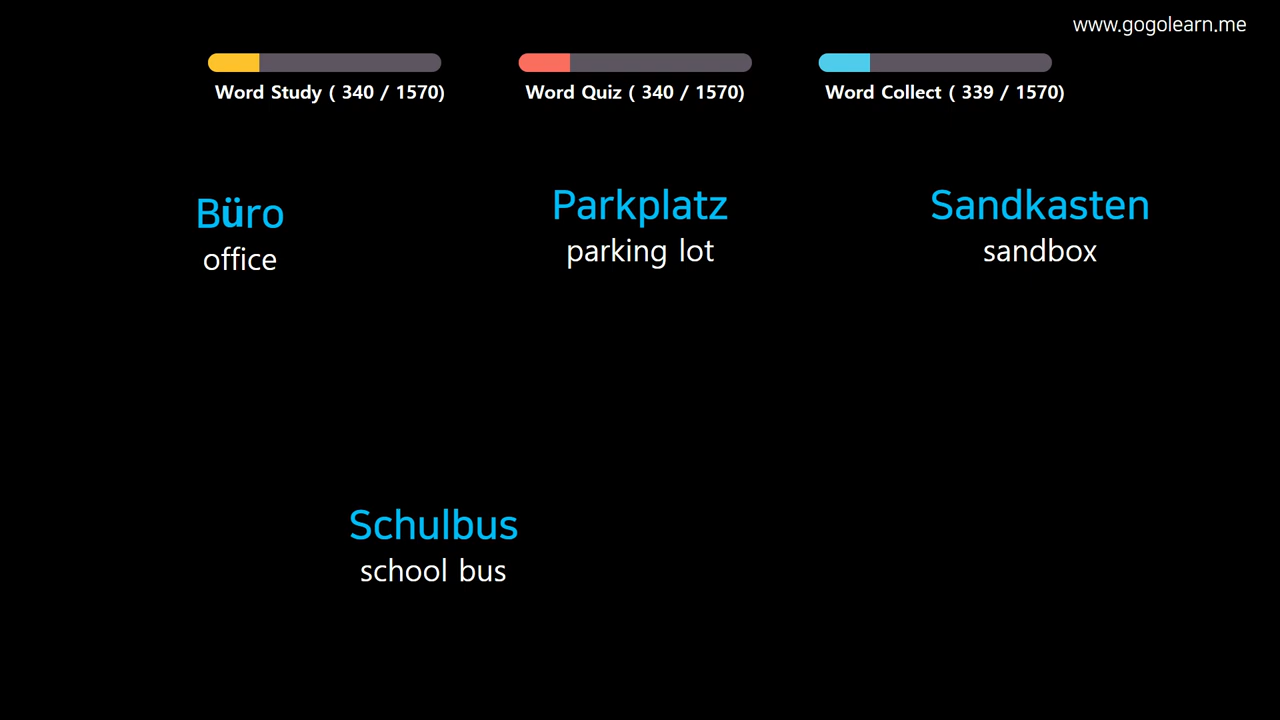 www.gogolearn.me
Word Study ( 340 / 1570)
Word Quiz ( 340 / 1570)
Word Collect ( 339 / 1570)
Büro
office
Parkplatz
parking lot
Sandkasten
sandbox
Schulbus
school bus